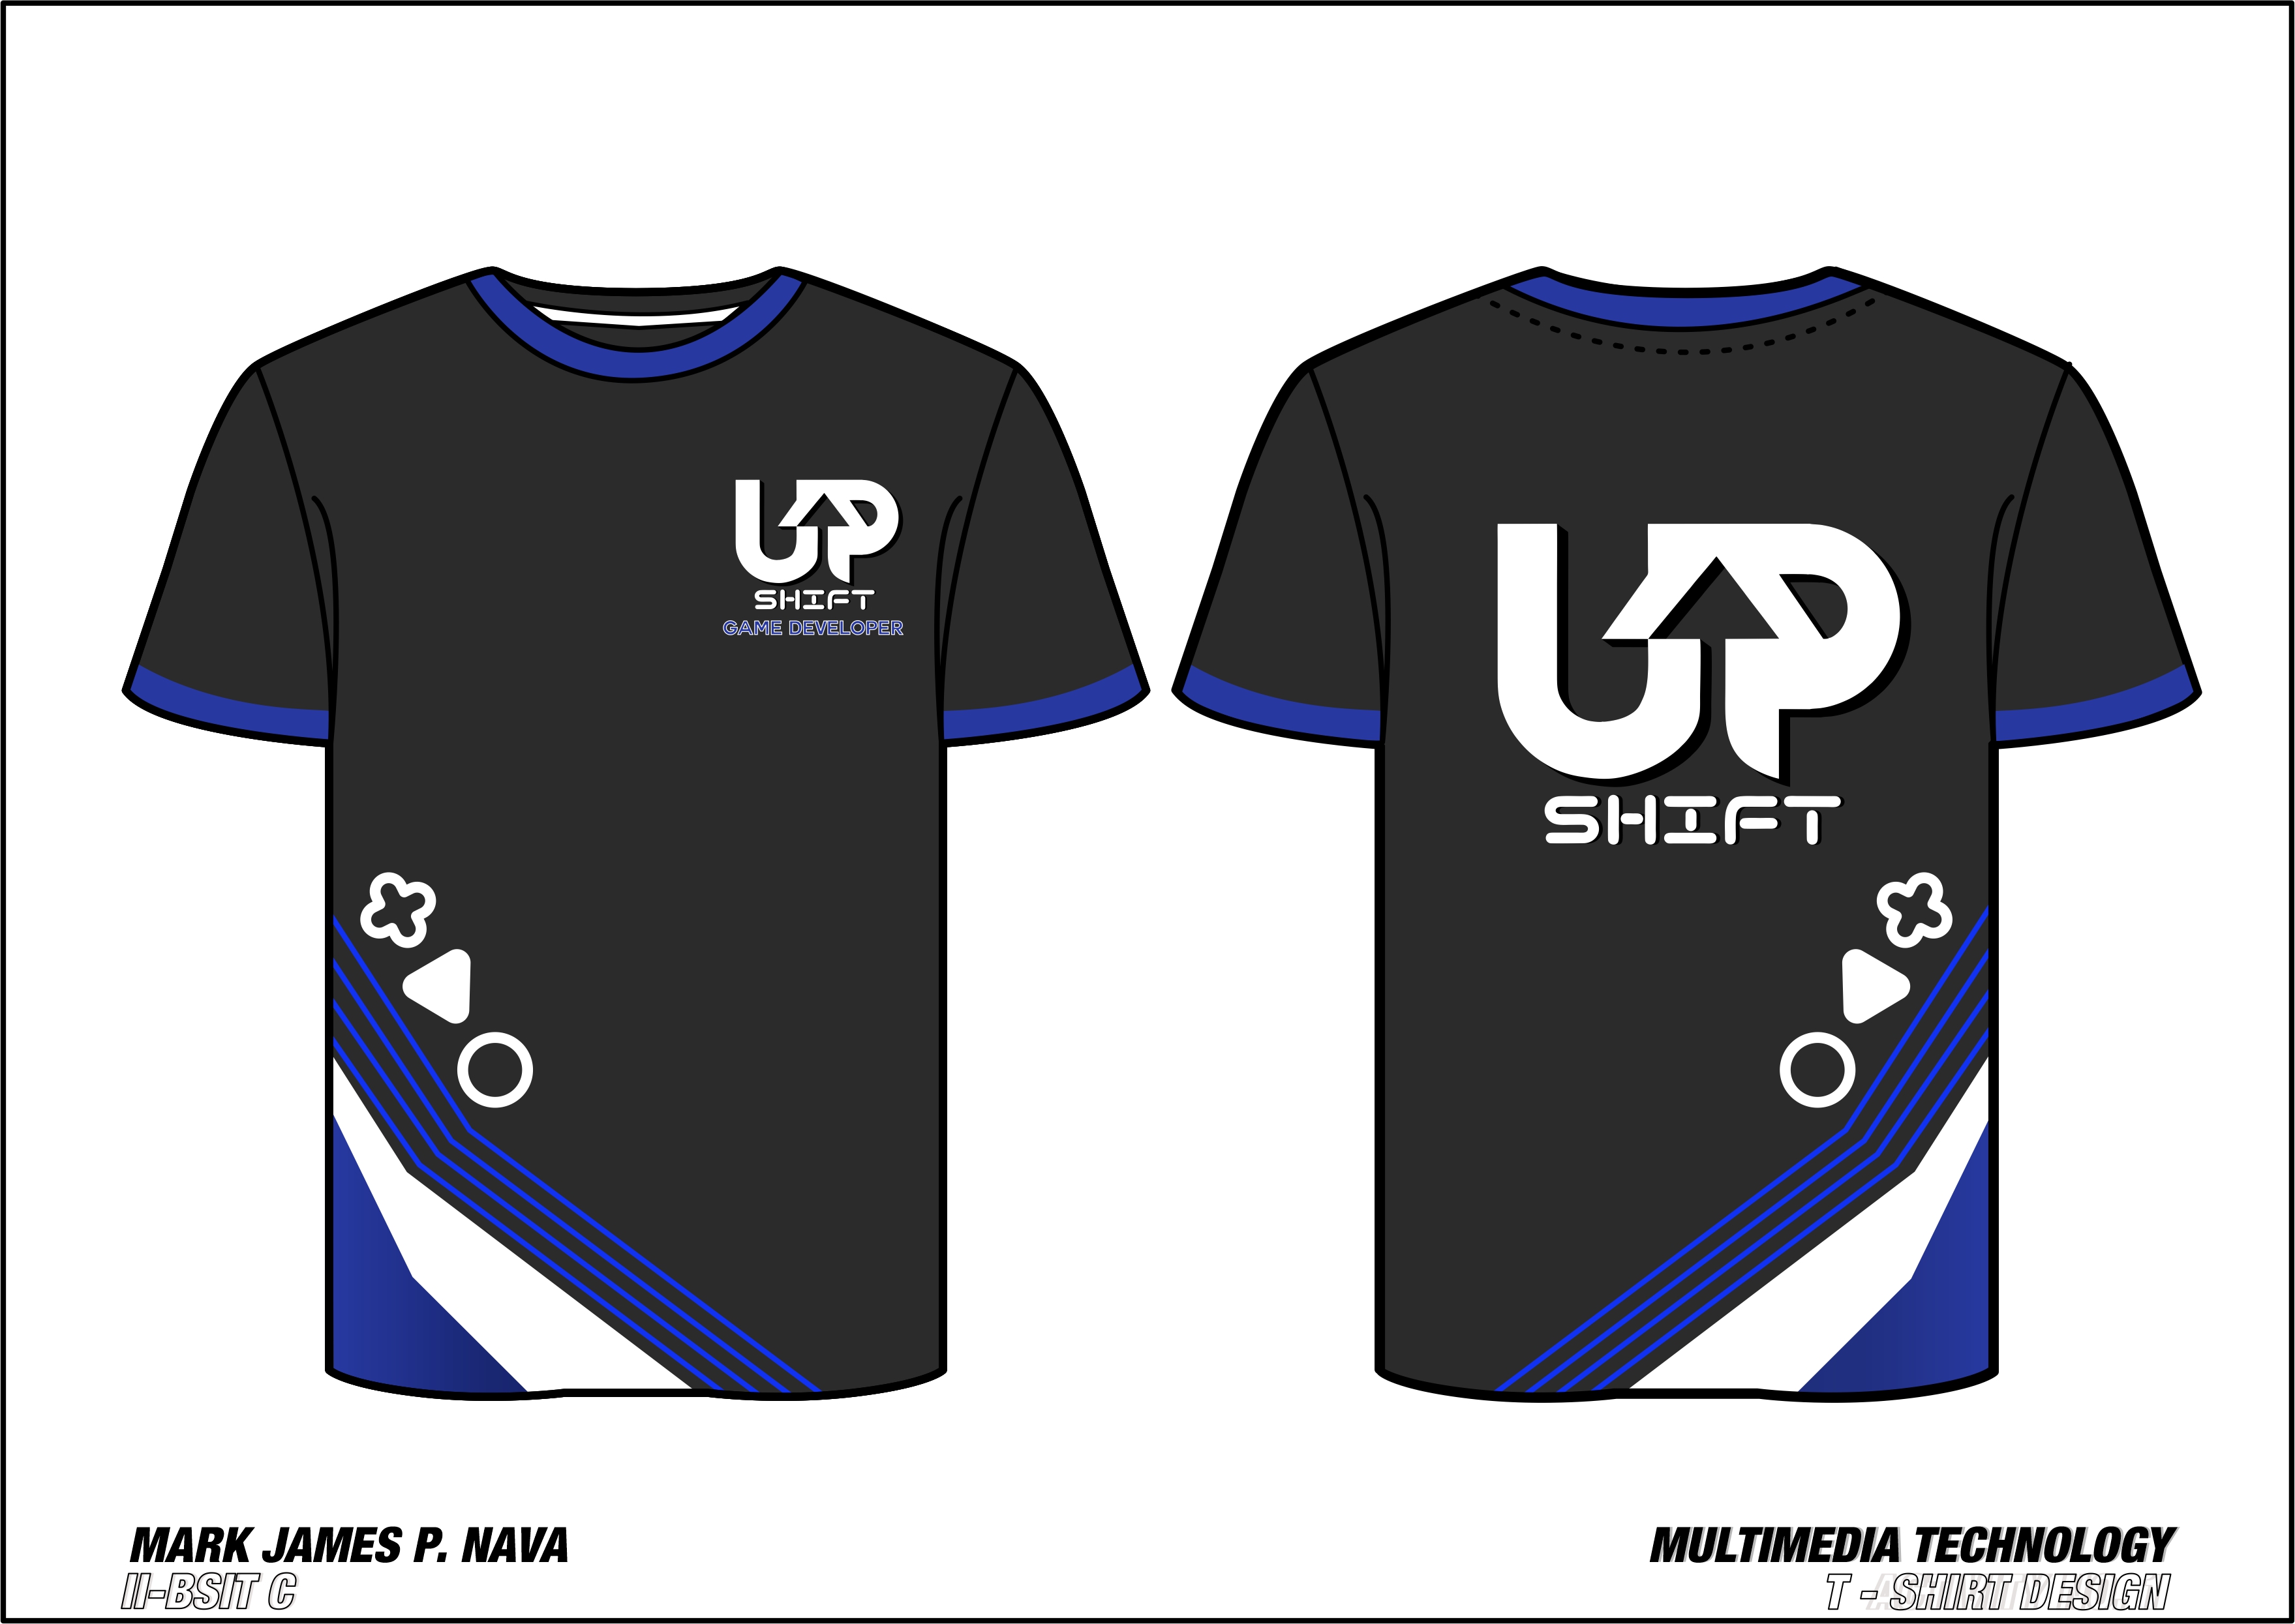 UP
SHIFT
GAME DEVELOPER
UP
SHIFT
MARK JAMES P. NAVA
II-BSIT C
MULTIMEDIA TECHNOLOGY
T - SHIRT DESIGN